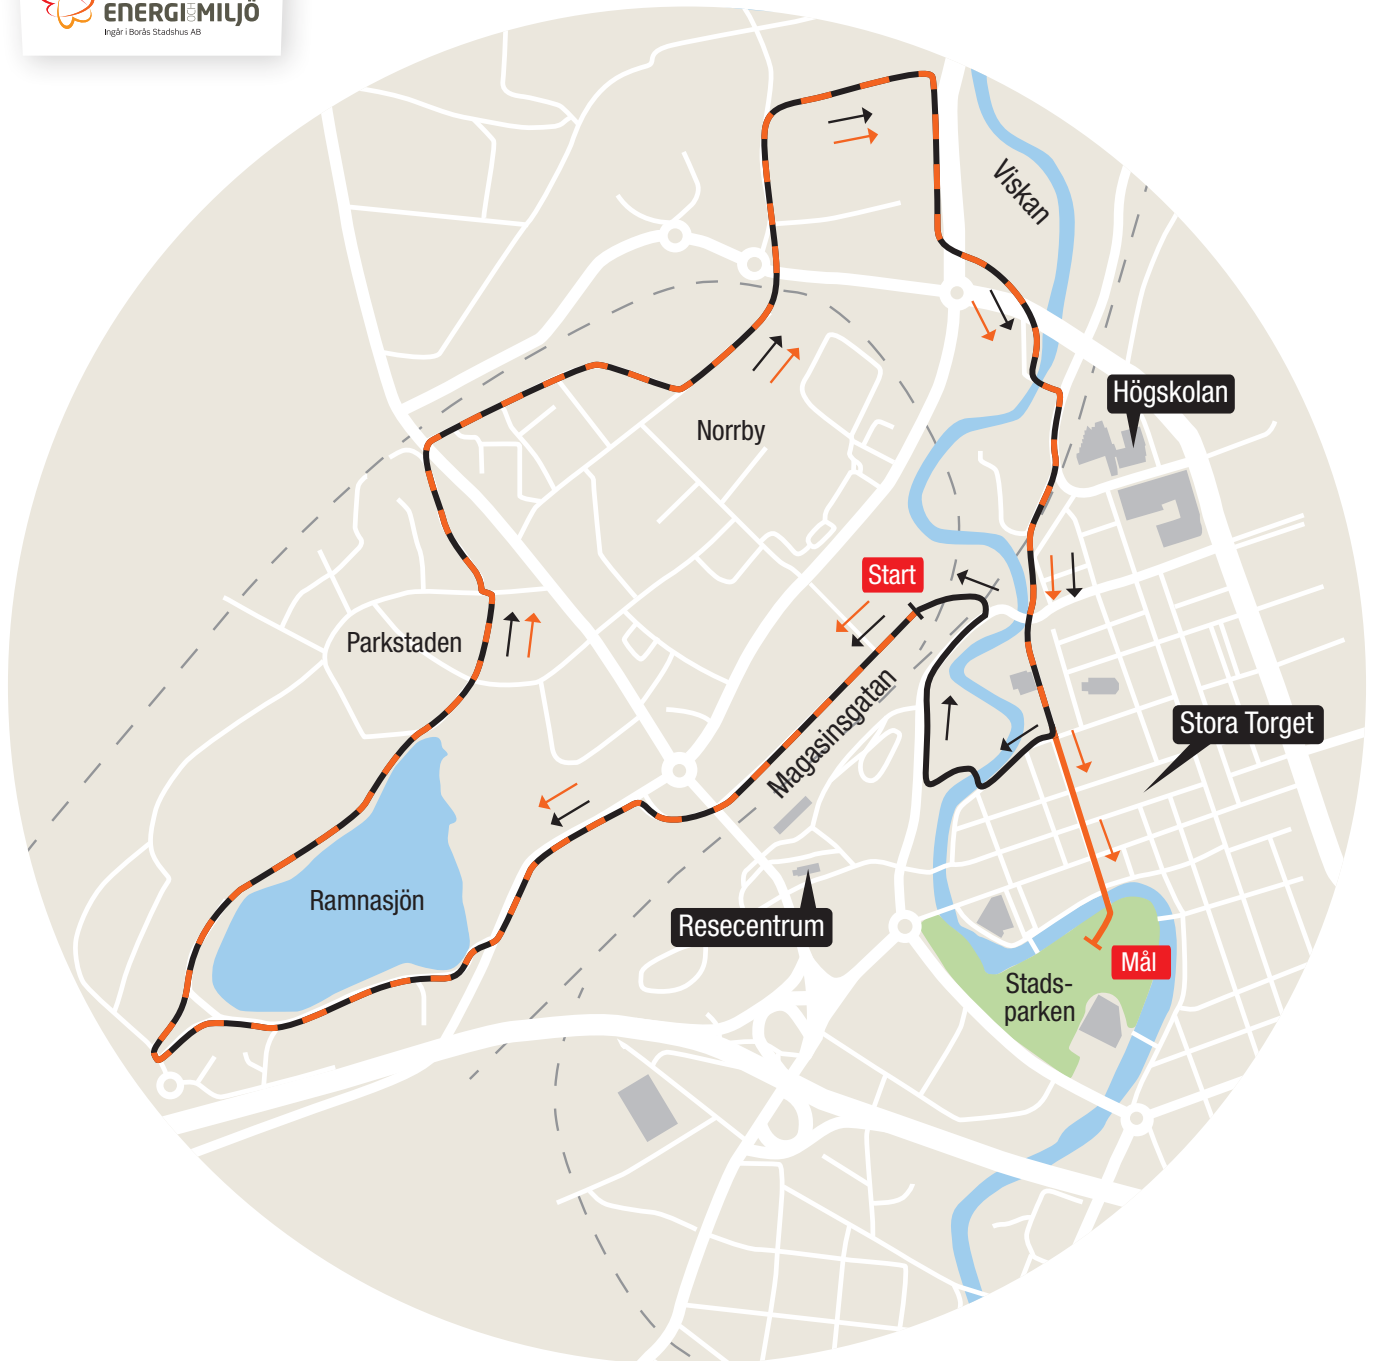 ENERGI OCH MILJÖ
Ingår i Borås Stadshus AB
Viskan
Högskolan
Norrby
Start
Parkstaden
Magasinsgatan
Stora Torget
Ramnasjön
Resecentrum
Mål
Stads-
parken